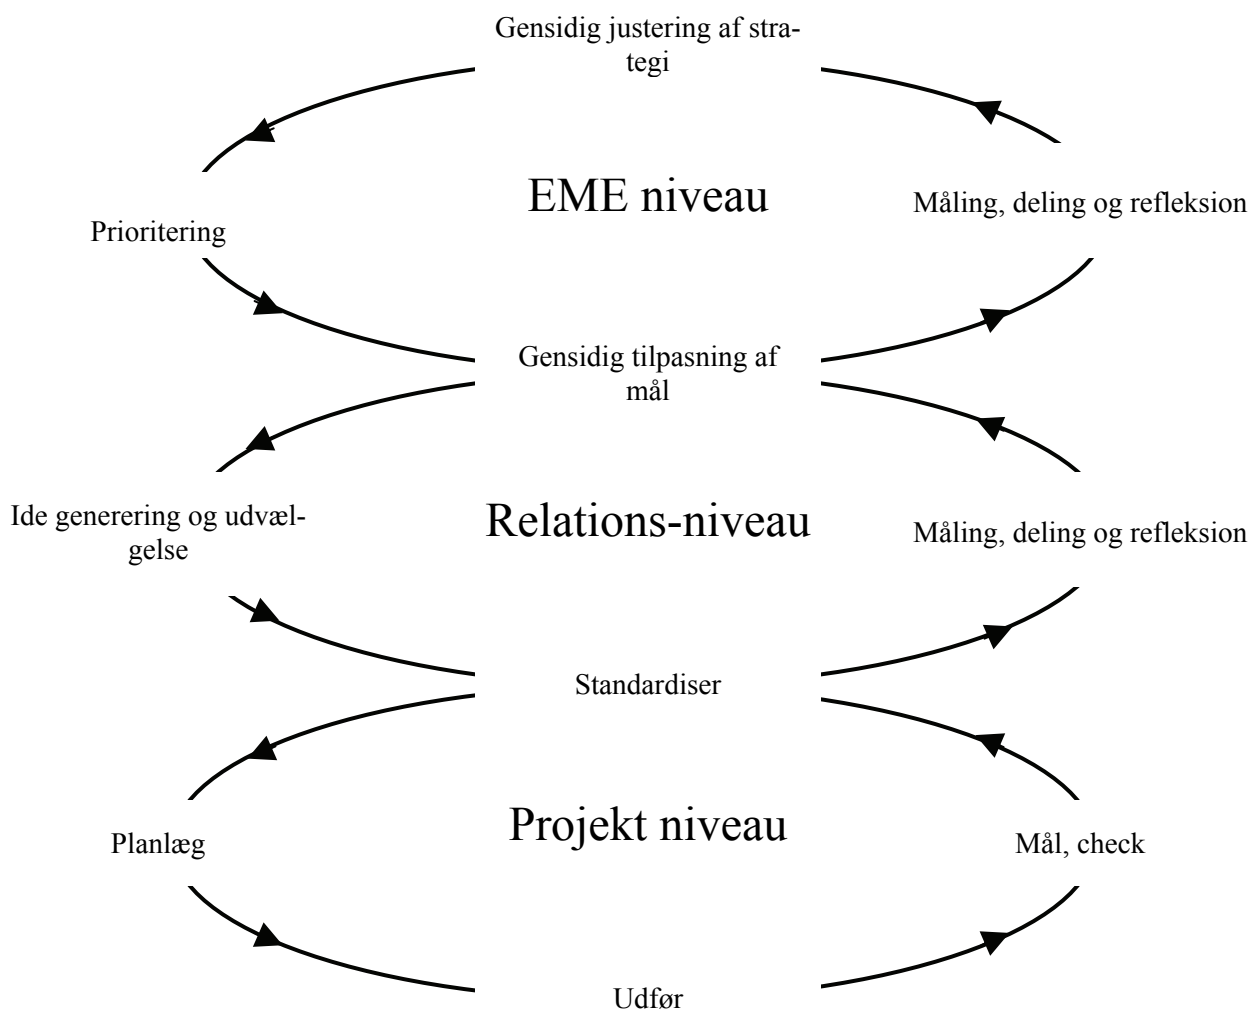 Gensidig justering af stra-
tegi
EME niveau
Måling, deling og refleksion
Prioritering
Gensidig tilpasning af
mål
Ide generering og udvæl-
gelse
Relations-niveau
Måling, deling og refleksion
Standardiser
Projekt niveau
Planlæg
Mål, check
Udfør